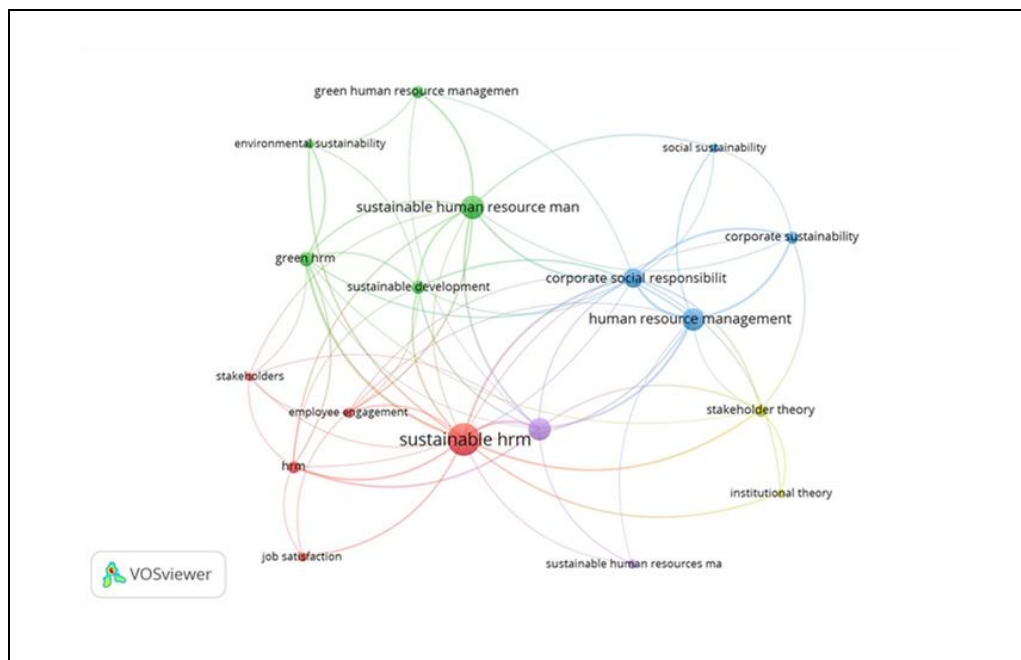 green human resource managemen
environmental sustainability
social sustainability
sustainable human resource man
corporate sustainability
green hrm
corporate social responsibilit
sustainable development
human resource management
stakeholders
employee engagement
stakeholder theory
sustainable hrm
hrm
institutional theory
job satisfaction
sustainable human resources ma
VOSviewer